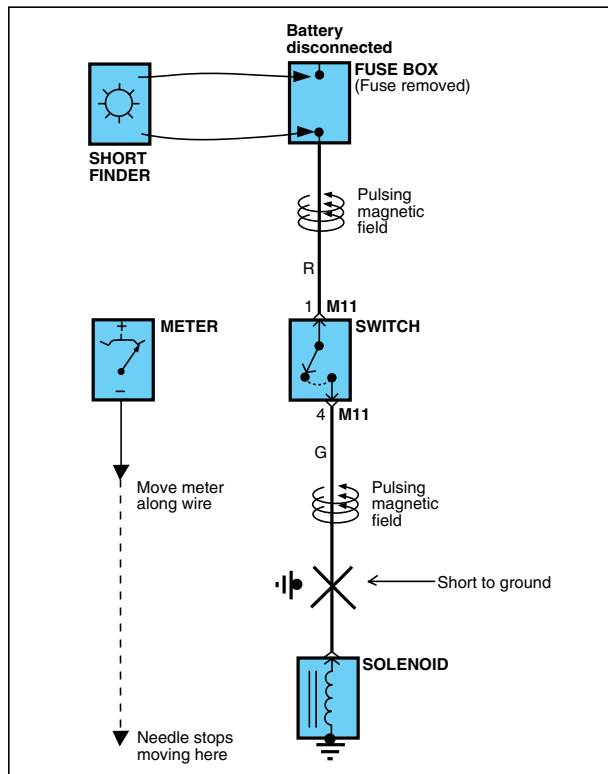 Battery
disconnected
FUSE BOX
(Fuse removed)
SHORT
FINDER
Pulsing
magnetic
field
R
1 M11
METER
SWITCH
+
–
4 M11
G
Move meter
along wire
Pulsing
magnetic
field
Short to ground
SOLENOID
Needle stops
moving here